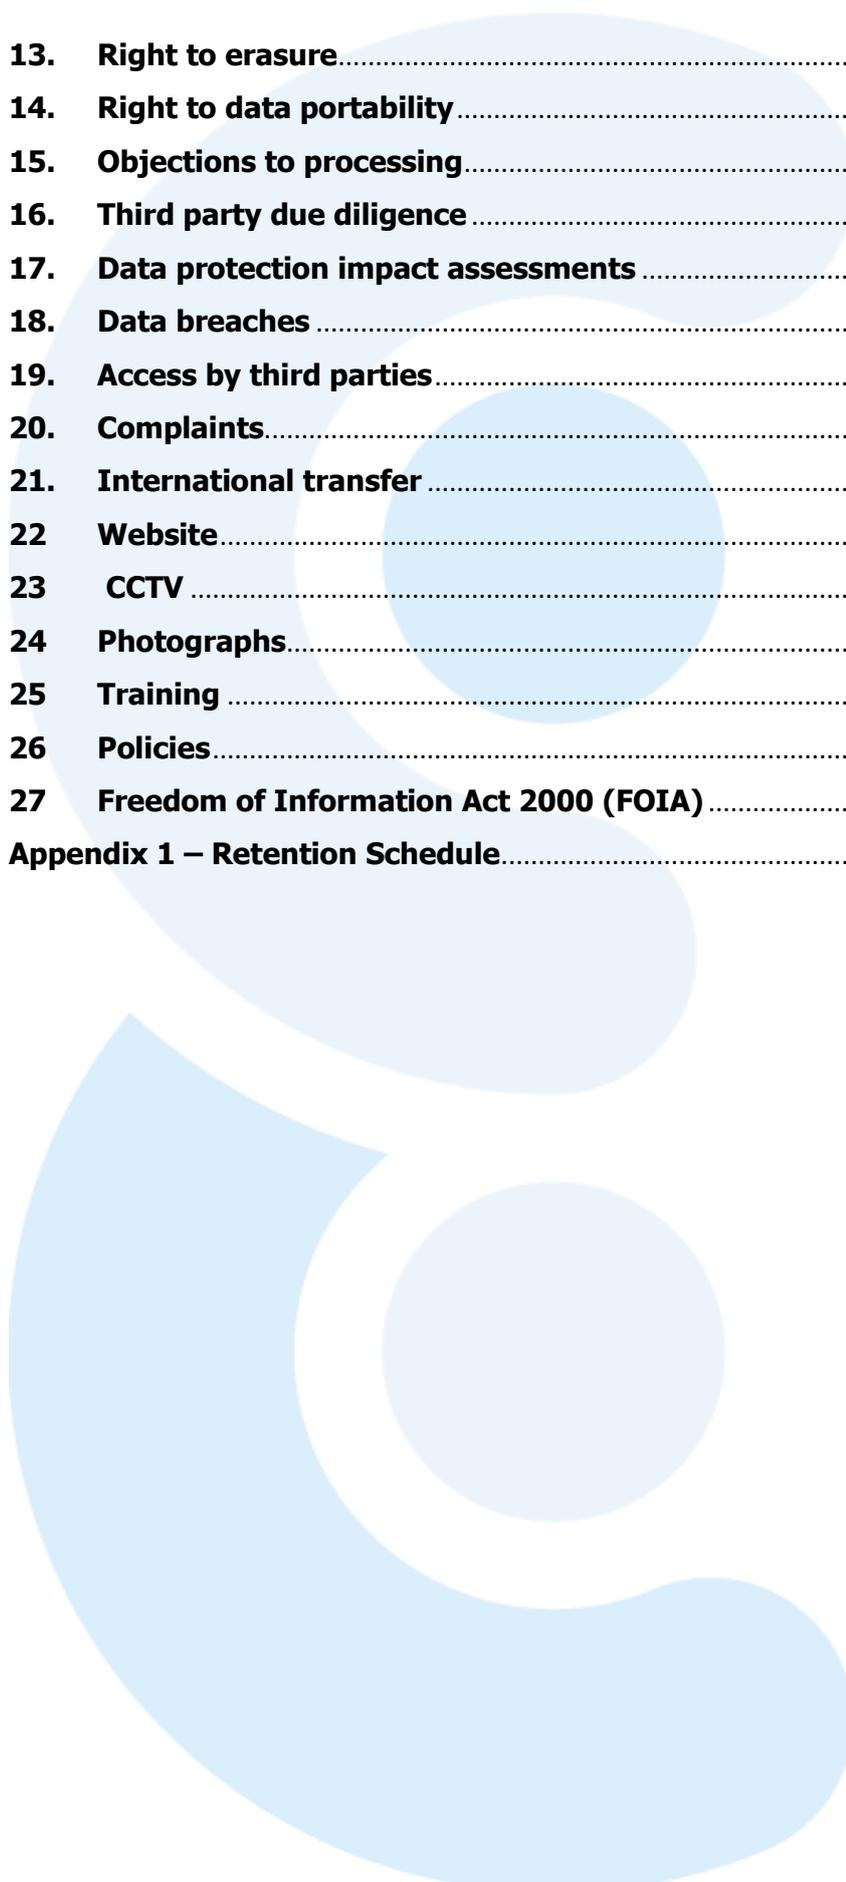 13. Right to erasure..........................................................................
14. Right to data portability..........................................................
15. Objections to processing..........................................................
16. Third party due diligence.........................................................
17. Data protection impact assessments...................................
18. Data breaches..............................................................................
19. Access by third parties..............................................................
20. Complaints.....................................................................................
21. International transfer...............................................................
22 Website............................................................................................
23 CCTV................................................................................................
24 Photographs..................................................................................
25 Training...........................................................................................
26 Policies.............................................................................................
27 Freedom of Information Act 2000 (FOIA)..........................
Appendix 1 – Retention Schedule......................................................